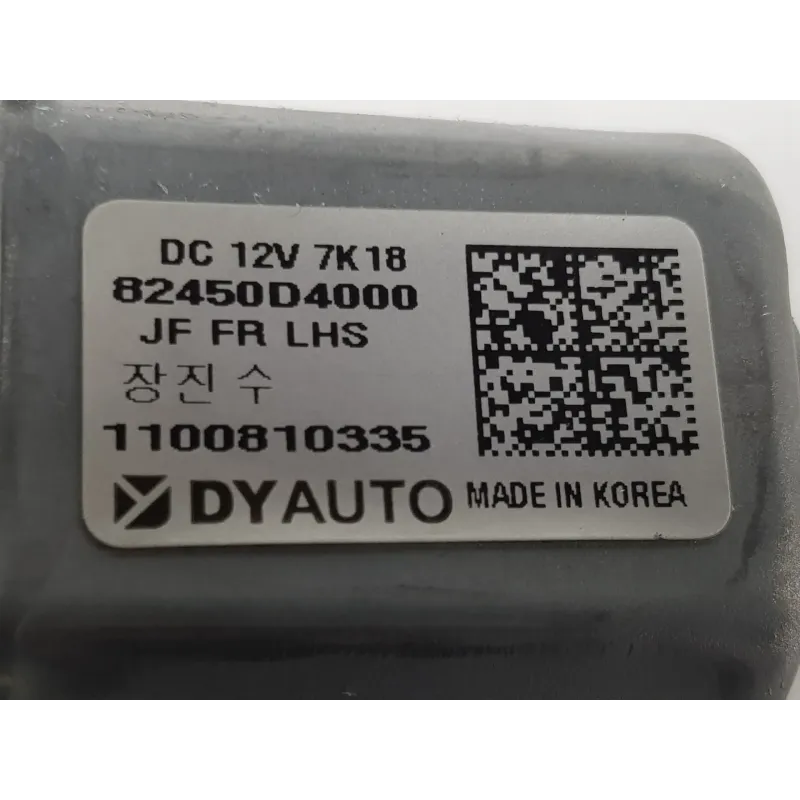 DC 12V 7K18
82450D4000
JF FR LHS
장진수
1100810335
DYAUTO
MADE IN KOREA